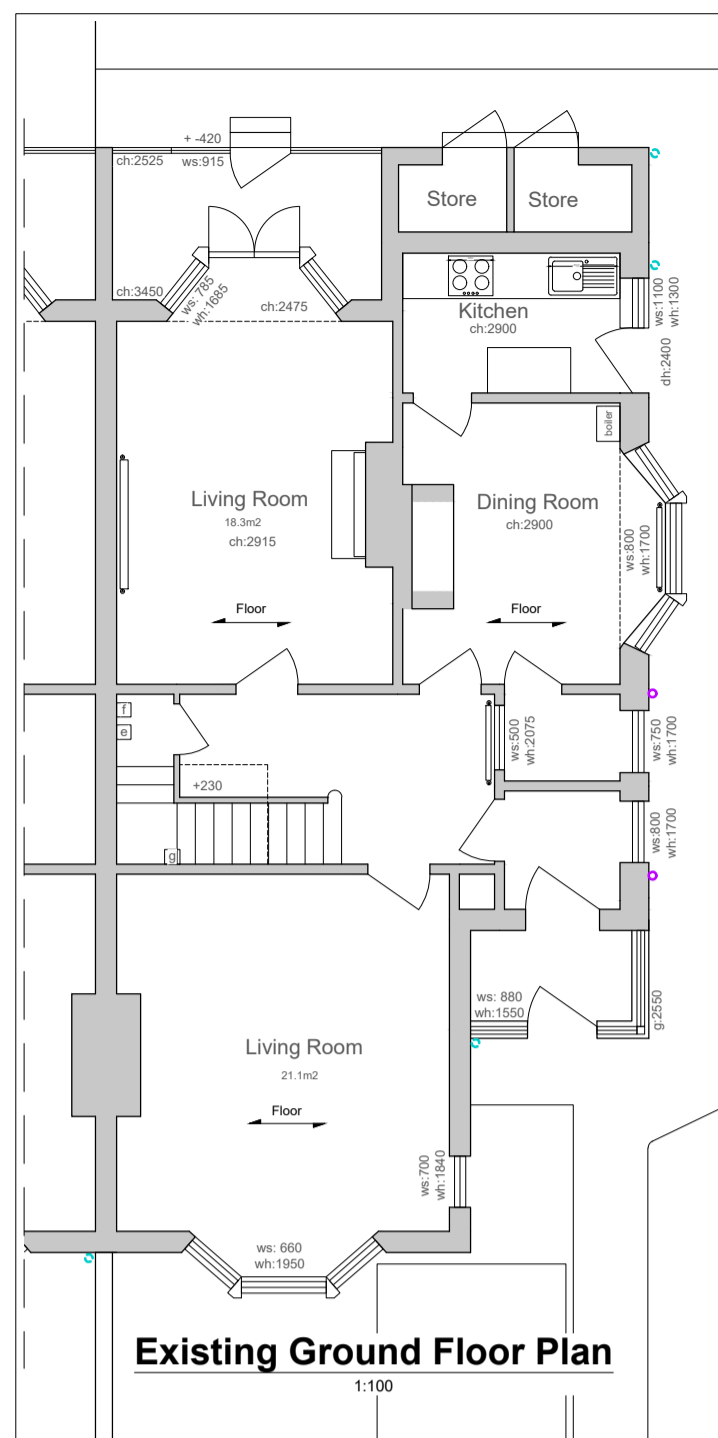 + -420
ch:2525
ws:915
Store
Store
ch:3450
ws: 785
wh:1685
ch:2475
Kitchen
ch:2900
ws:1100
wh:1300
dh:2400
boiler
Living Room
18.3m2
ch:2915
Dining Room
ch:2900
ws:800
wh:1700
Floor
Floor
f
e
+230
g
ws:500
wh:2075
ws:750
wh:1700
ws:800
wh:1700
ws: 880
wh:1550
g:2550
Living Room
21.1m2
Floor
ws:700
wh:1840
ws: 660
wh:1950
Existing Ground Floor Plan
1:100